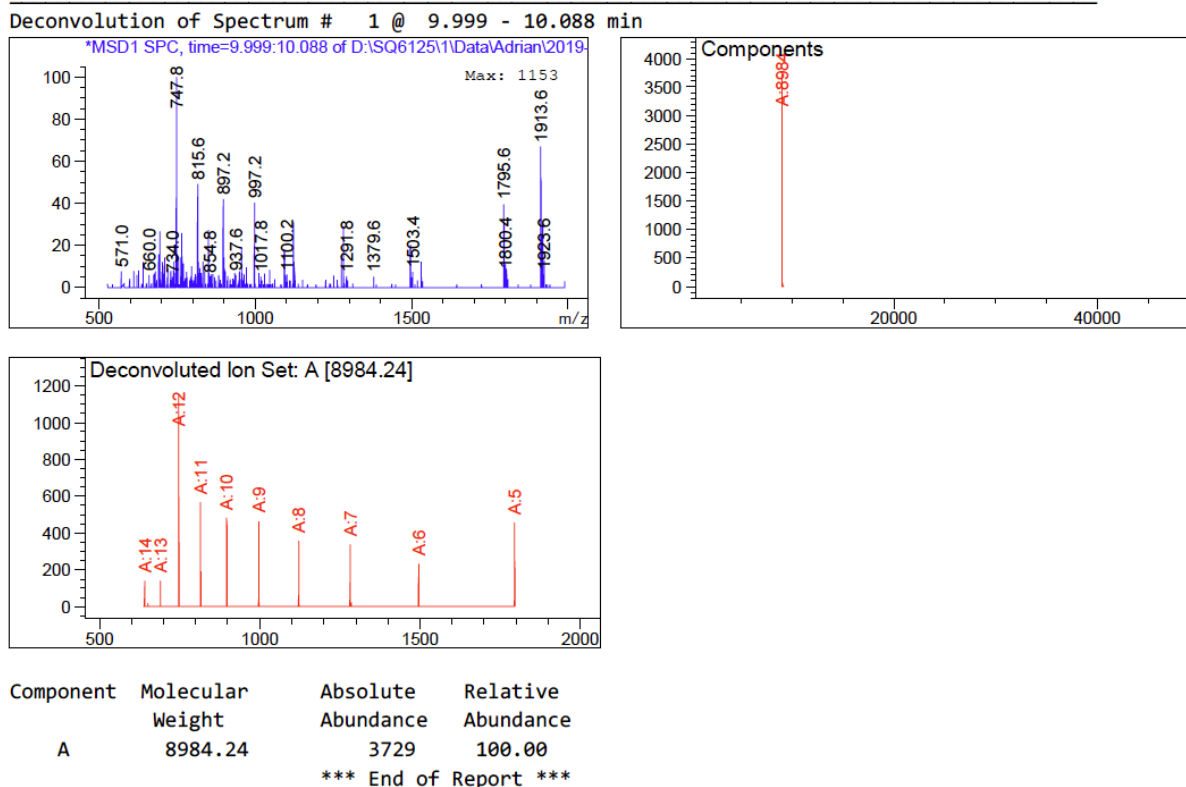 Deconvolution of Spectrum #   1 @  9.999 - 10.088 min
*MSD1 SPC, time=9.999:10.088 of D:\SQ6125\1\Data\Adrian\2019-
Max: 1153
100
80
60
40
20
0
571.0
660.0
734.0
747.8
815.6
854.8
897.2
937.6
997.2
1017.8
1100.2
1291.8
1379.6
1503.4
1795.6
1800.4
1913.6
1923.6
500 1000 1500 m/z
Components
4000
3500
3000
2500
2000
1500
1000
500
0
A:8984
20000 40000
Deconvoluted Ion Set: A [8984.24]
1200
1000
800
600
400
200
0
A:14
A:13
A:12
A:11
A:10
A:9
A:8
A:7
A:6
A:5
500 1000 1500 2000
Component Molecular Absolute Relative
Weight Abundance Abundance
A 8984.24 3729 100.00
*** End of Report ***